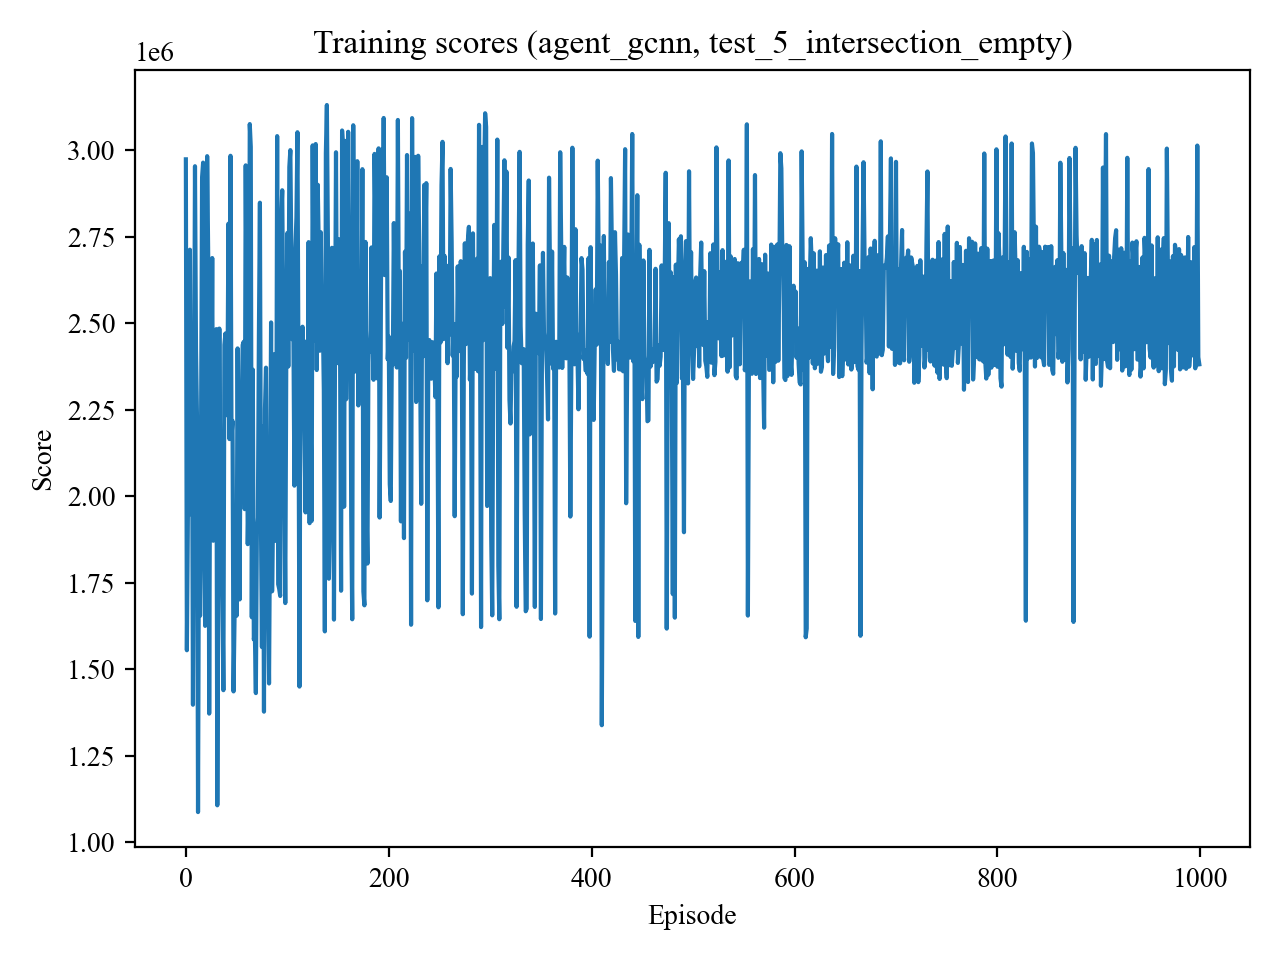 Training scores (agent_gcnn, test_5_intersection_empty)
1e6
3.00
2.75
2.50
2.25
2.00
1.75
1.50
1.25
1.00
Score
0 200 400 600 800 1000
Episode